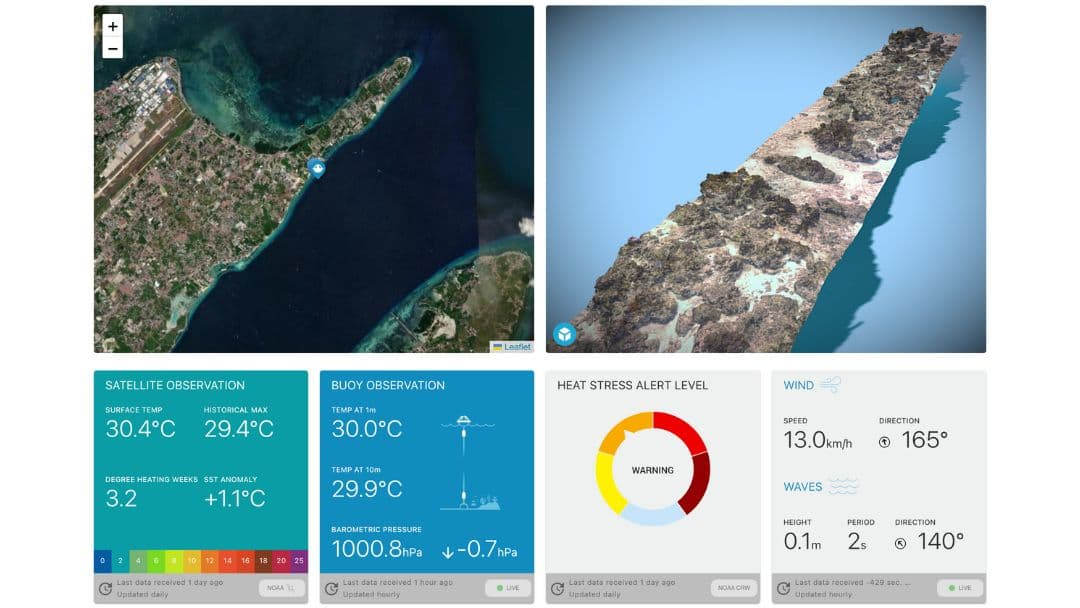 +
−
Leaflet
SATELLITE OBSERVATION
SURFACE TEMP HISTORICAL MAX
30.4°C 29.4°C
DEGREE HEATING WEEKS SST ANOMALY
3.2 +1.1°C
0 2 4 6 8 10 12 14 16 18 20 25
Last data received 1 day ago
Updated daily
NOAA
BUOY OBSERVATION
TEMP AT 1m
30.0°C
TEMP AT 10m
29.9°C
BAROMETRIC PRESSURE
1000.8hPa -0.7hPa
Last data received 1 hour ago
Updated hourly
LIVE
HEAT STRESS ALERT LEVEL
WARNING
Last data received 1 day ago
Updated daily
NOAA CRW
WIND
SPEED DIRECTION
13.0km/h 165°
WAVES
HEIGHT PERIOD DIRECTION
0.1m 2s 140°
Last data received -429 sec. ...
Updated hourly
LIVE